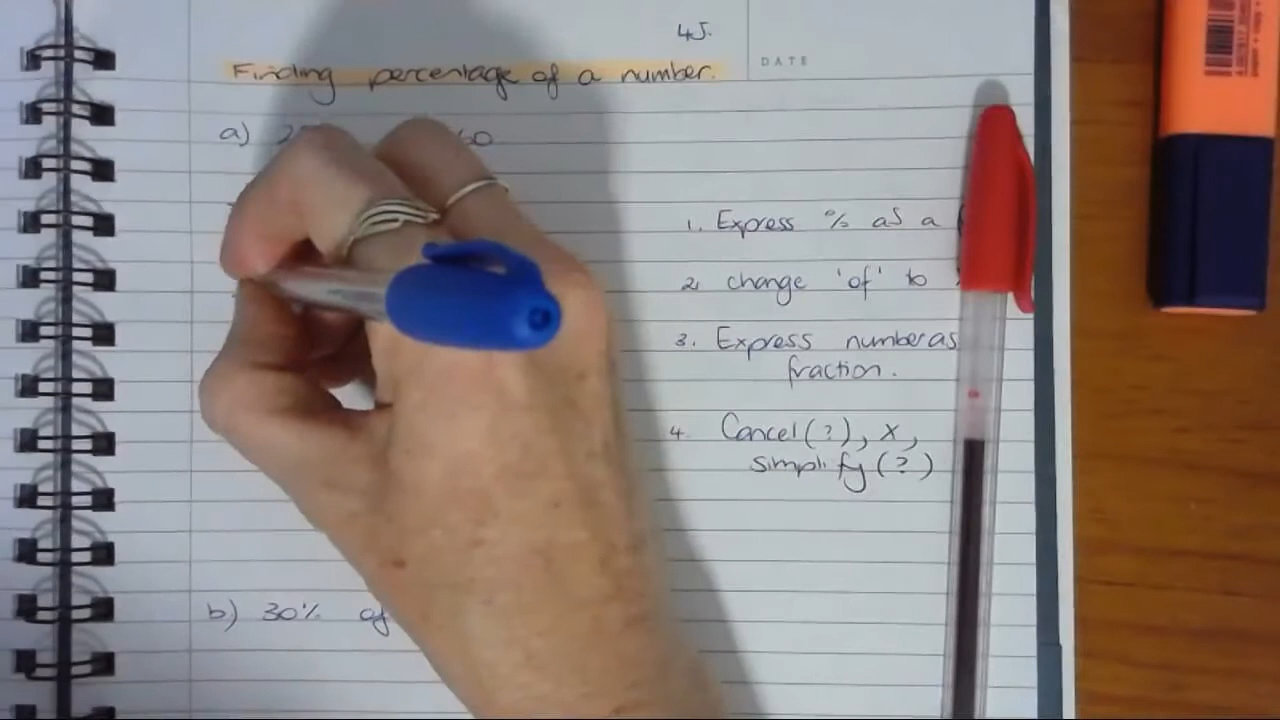 45.
DATE
Finding percentage of a number.
a)
1. Express % as a
2 change 'of' to
3. Express number as
fraction.
4. Cancel(?), x,
simplify(?)
b) 30% of